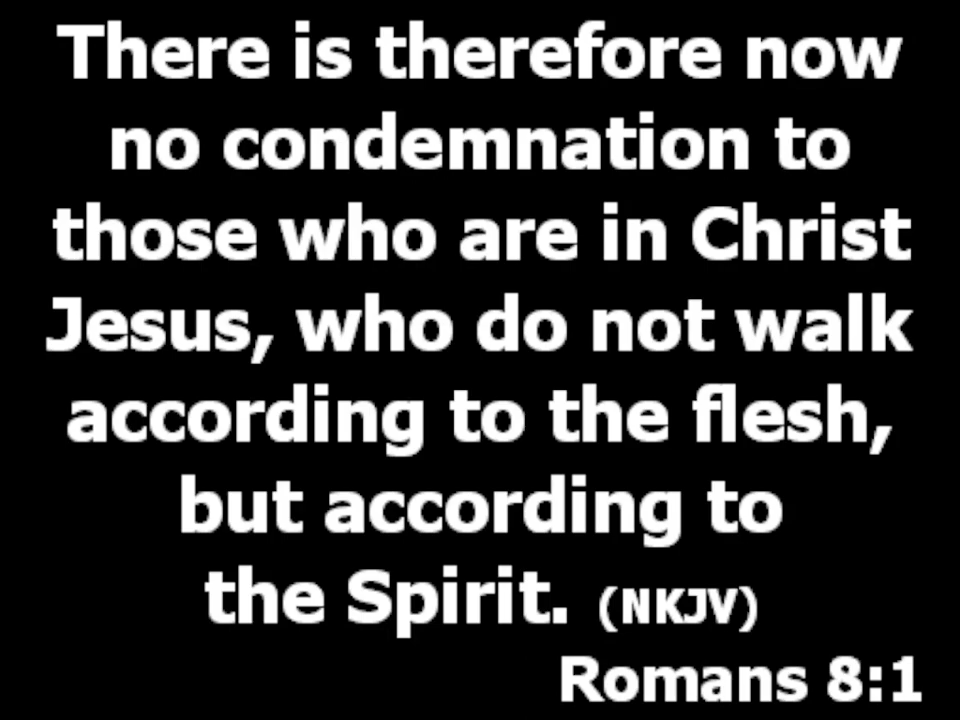 There is therefore now
no condemnation to
those who are in Christ
Jesus, who do not walk
according to the flesh,
but according to
the Spirit. (NKJV)
Romans 8:1